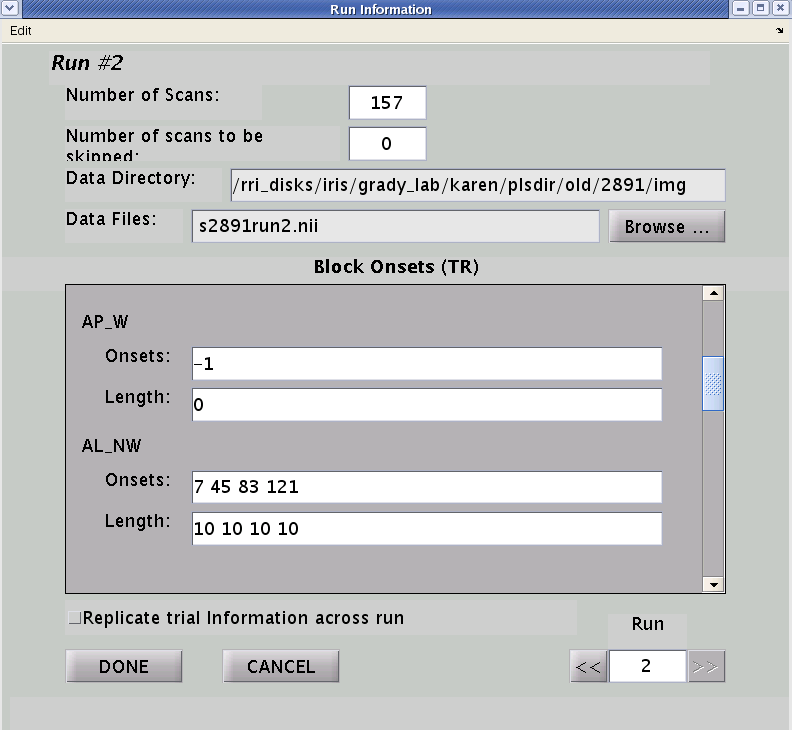 Run Information
Edit
Run #2
Number of Scans:
157
Number of scans to be
skipped:
0
Data Directory:
/rri_disks/iris/grady_lab/karen/plsdir/old/2891/img
Data Files:
s2891run2.nii
Browse ...
Block Onsets (TR)
AP_W
Onsets:
-1
Length:
0
AL_NW
Onsets:
7 45 83 121
Length:
10 10 10 10
Replicate trial Information across run
Run
DONE
CANCEL
<<
2
>>